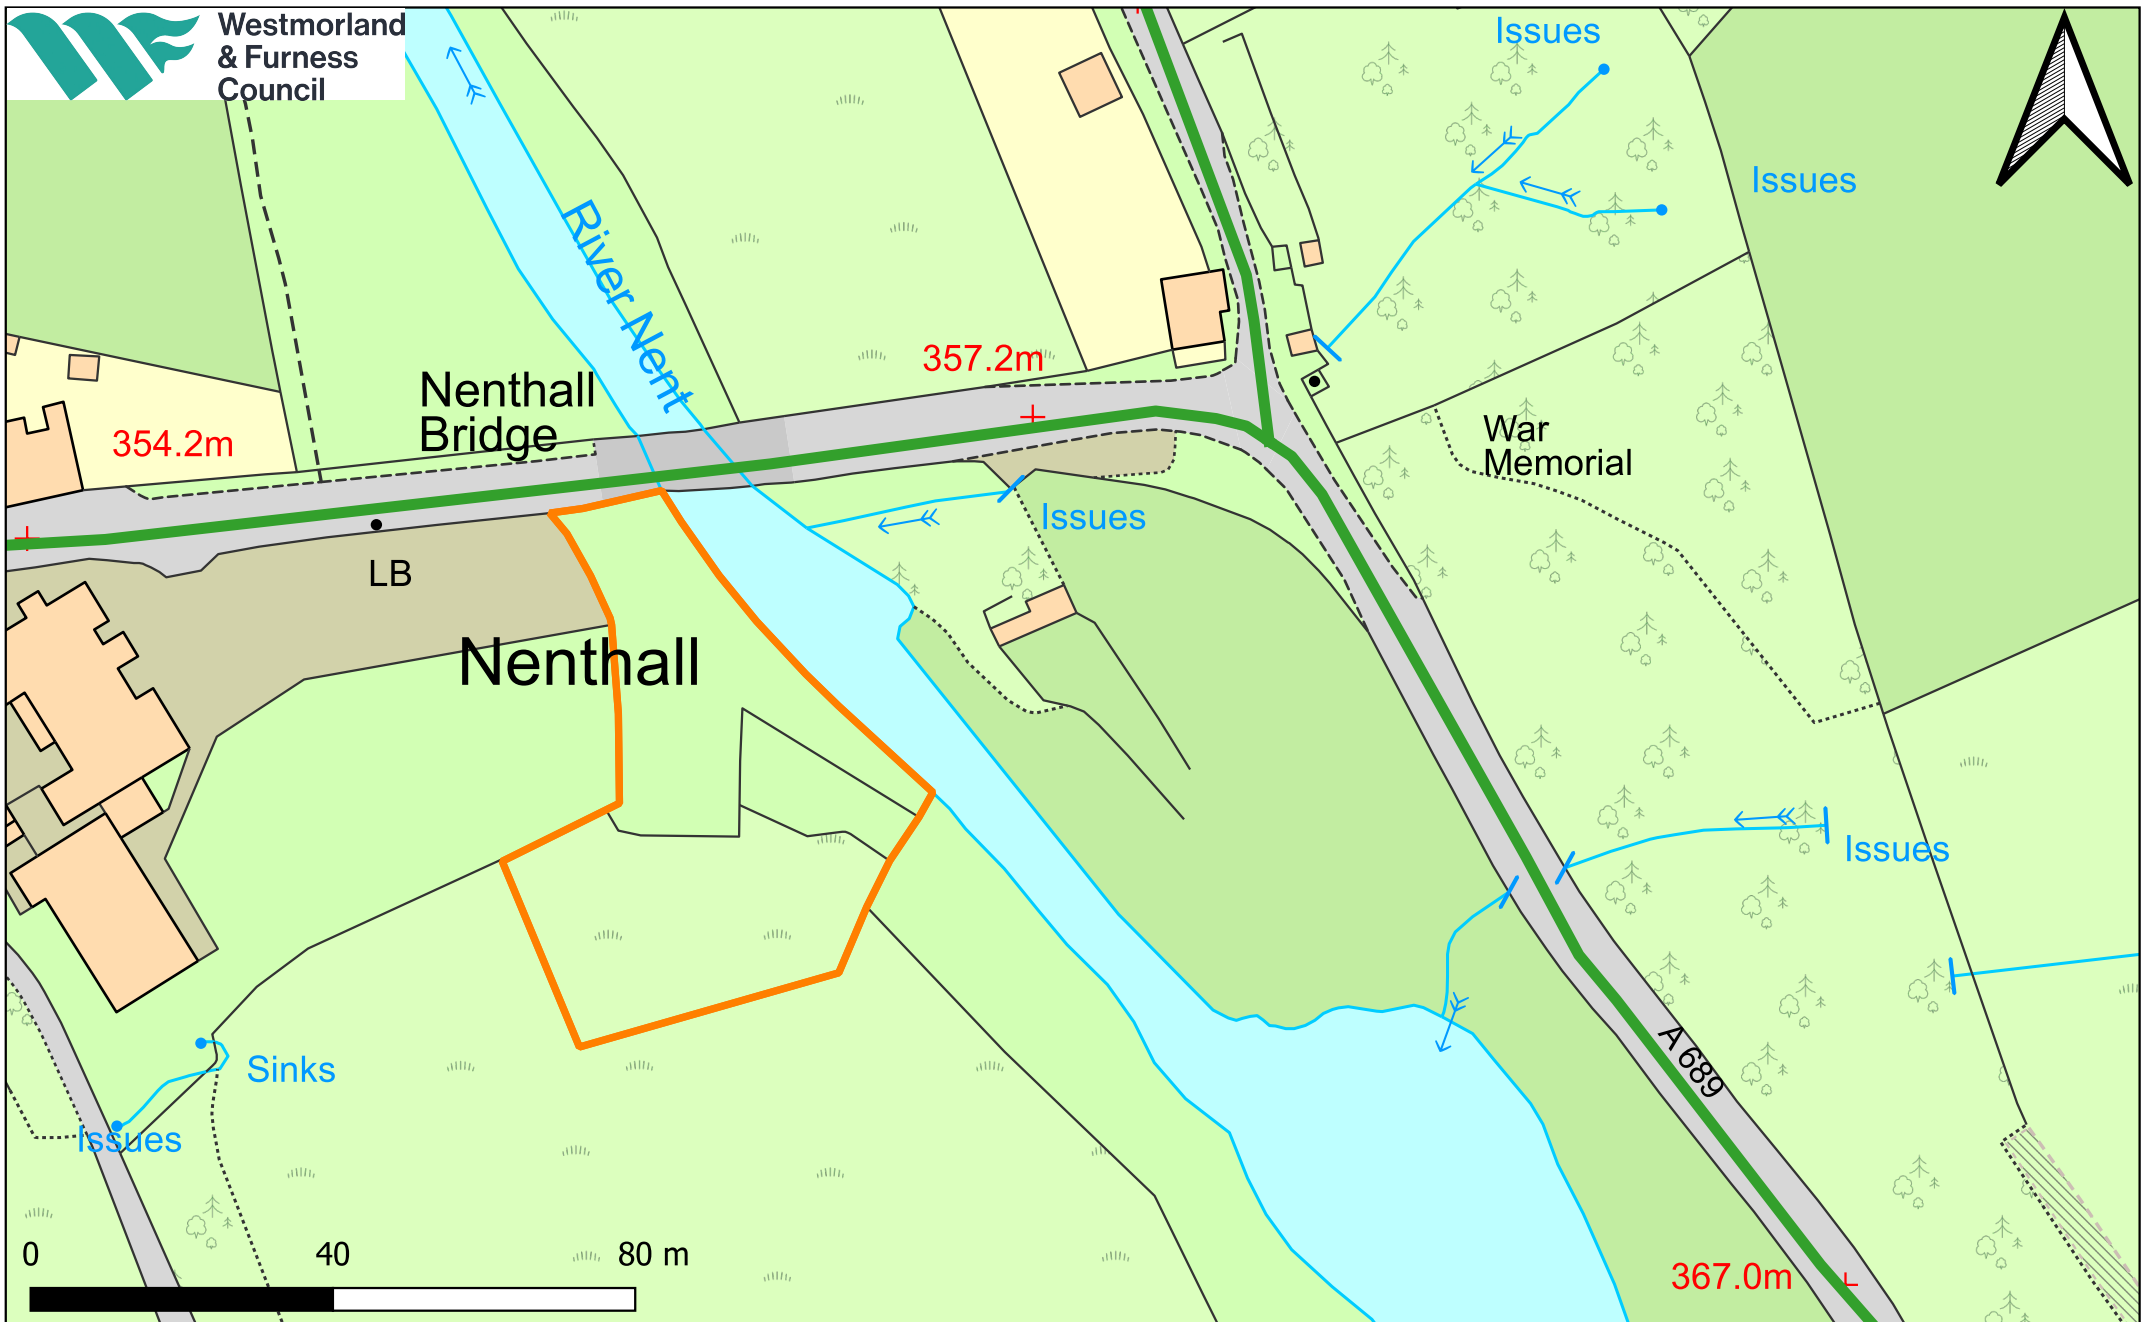 Westmorland
& Furness
Council
Issues
Issues
River Nent
357.2m
Nenthall
Bridge
354.2m
War
Memorial
Issues
LB
Nenthall
Issues
A 689
Sinks
Issues
0 40 80 m
367.0m